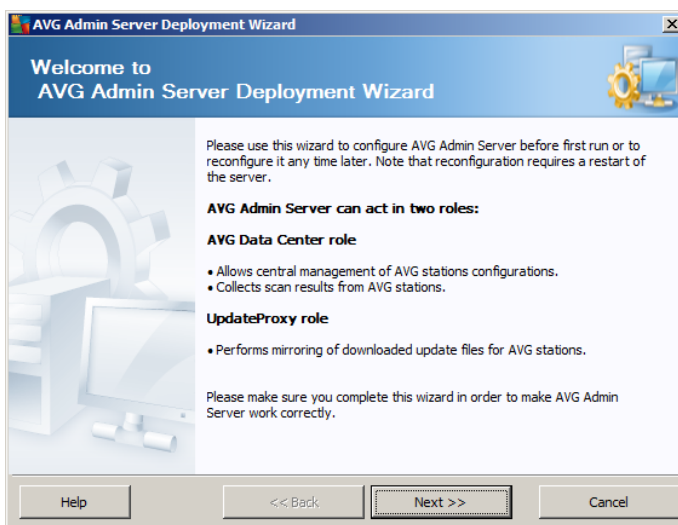 AVG Admin Server Deployment Wizard
Welcome to
AVG Admin Server Deployment Wizard
Please use this wizard to configure AVG Admin Server before first run or to
reconfigure it any time later. Note that reconfiguration requires a restart of
the server.
AVG Admin Server can act in two roles:
AVG Data Center role
• Allows central management of AVG stations configurations.
• Collects scan results from AVG stations.
UpdateProxy role
• Performs mirroring of downloaded update files for AVG stations.
Please make sure you complete this wizard in order to make AVG Admin
Server work correctly.
Help
<< Back
Next >>
Cancel